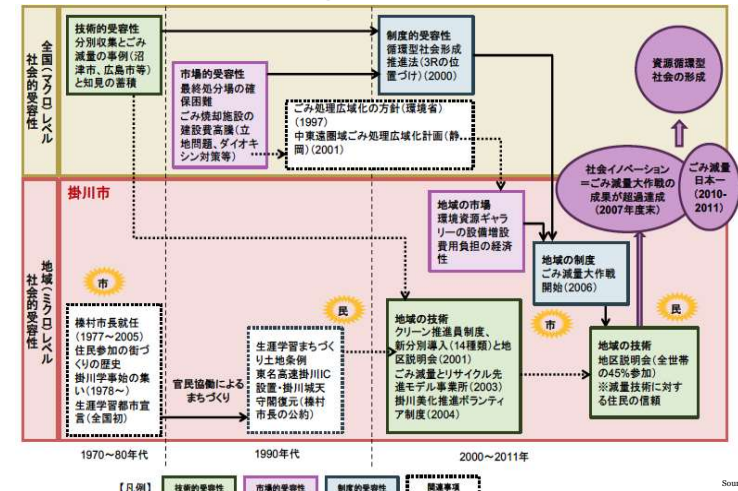 全国(マクロ)レベル
社会的受容性
技術的受容性
分別収集とごみ
減量の事例(沼
津市、広島市等)
と知見の蓄積
市場的受容性
最終処分場の確
保困難
ごみ焼却施設の
建設費高騰(立
地問題、ダイオキ
シン対策等)
制度的受容性
循環型社会形成
推進法(3Rの位
置づけ)(2000)
ごみ処理広域化の方針(環境省)
(1997)
中東遠圏域ごみ処理広域化計画(静
岡)(2001)
資源循環型
社会の形成
社会イノベーション
=ごみ減量大作戦の
成果が超過達成
(2007年度末)
ごみ減量
日本一
(2010-
2011)
地域(ミクロ)レベル
社会的受容性
掛川市
地域の市場
環境資源ギャラ
リーの設備増設
費用負担の経済
性
地域の制度
ごみ減量大作戦
開始(2006)
市
榛村市長就任
(1977~2005)
住民参加の街づ
くりの歴史
掛川学事始の集
い(1978~)
生涯学習都市宣
言(全国初)
官民協働による
まちづくり
民
生涯学習まちづく
り土地条例
東名高速掛川IC
設置・掛川城天
守閣復元(榛村
市長の公約)
地域の技術
クリーン推進員制度、
新分別導入(14種類)と地
区説明会(2001)
ごみ減量とリサイクル先
進モデル事業所(2003)
掛川美化推進ボランティ
ア制度(2004)
市
民
地域の技術
地区説明会(全世帯
の45%参加)
※減量技術に対す
る住民の信頼
1970~80年代
1990年代
2000~2011年
【凡例】
技術的受容性
市場的受容性
制度的受容性
関連事項
Sour